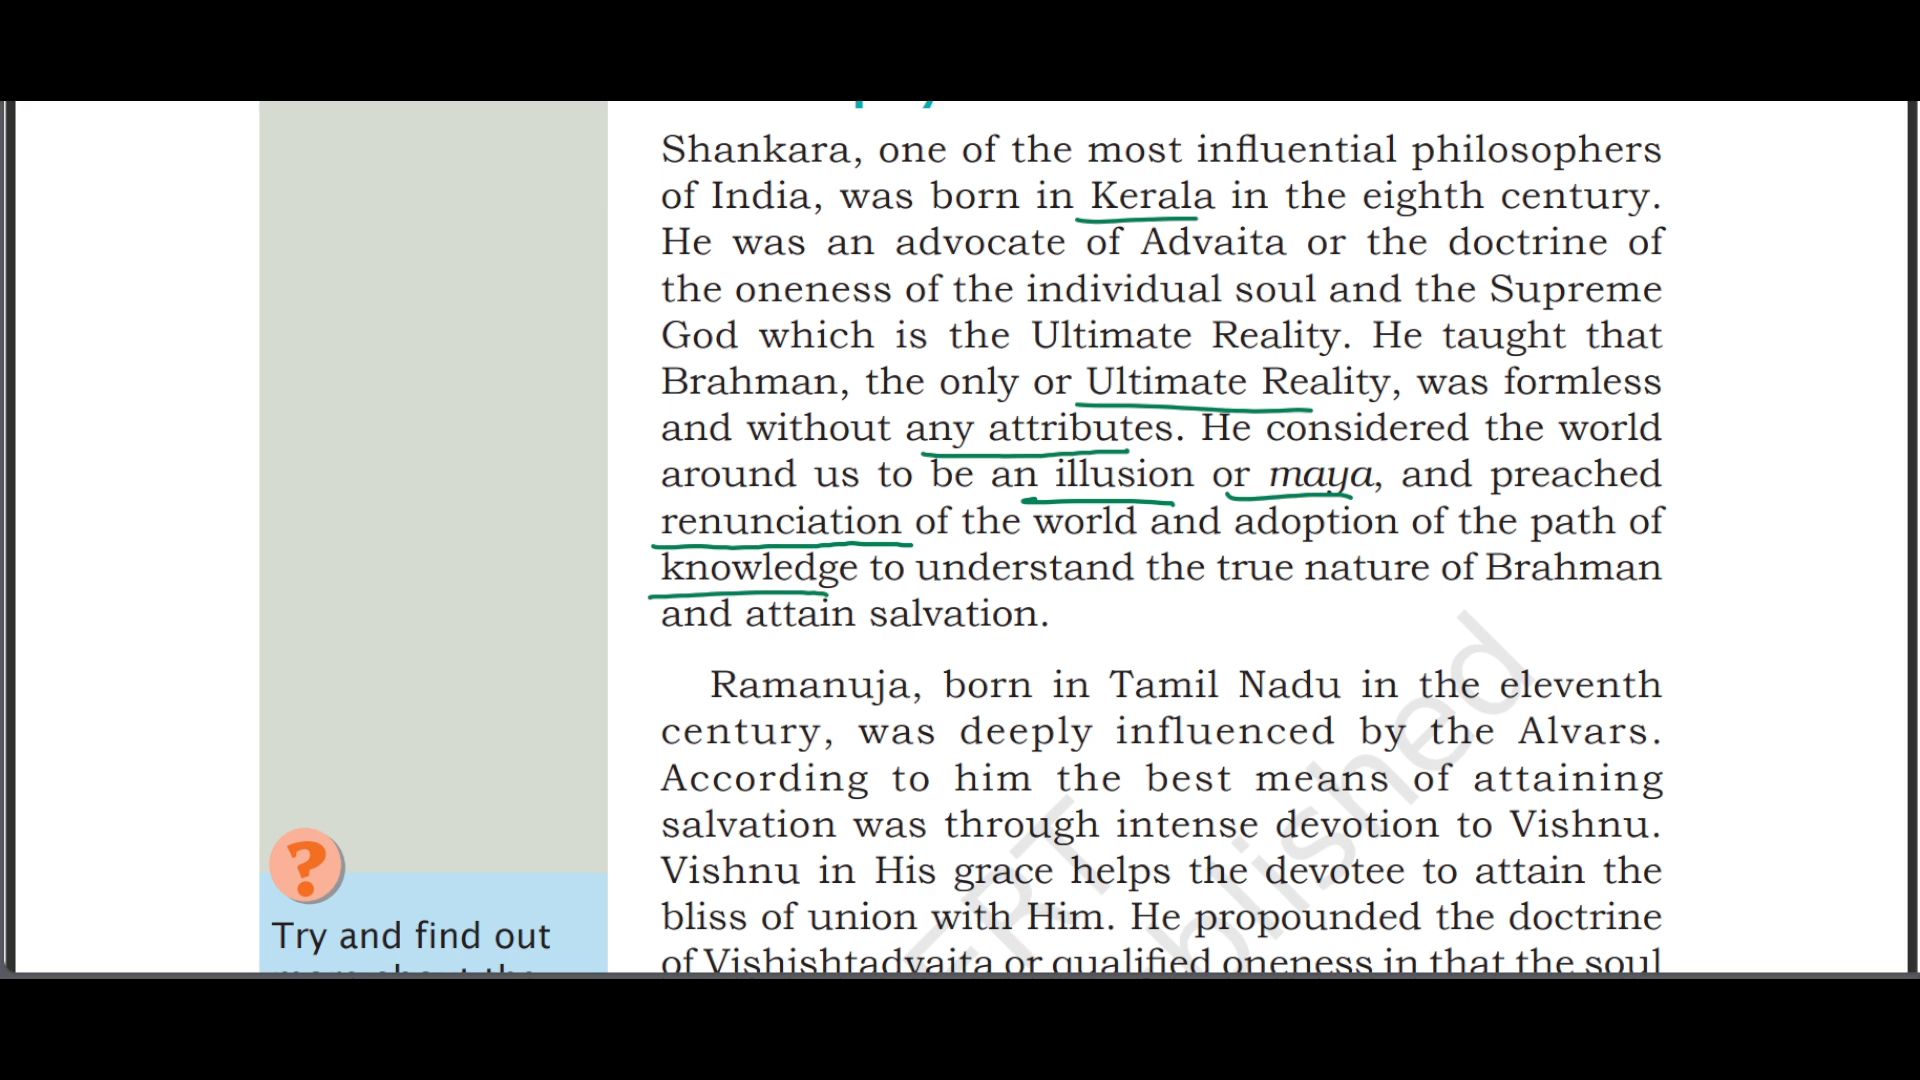 Shankara, one of the most influential philosophers
of India, was born in Kerala in the eighth century.
He was an advocate of Advaita or the doctrine of
the oneness of the individual soul and the Supreme
God which is the Ultimate Reality. He taught that
Brahman, the only or Ultimate Reality, was formless
and without any attributes. He considered the world
around us to be an illusion or maya, and preached
renunciation of the world and adoption of the path of
knowledge to understand the true nature of Brahman
and attain salvation.
Ramanuja, born in Tamil Nadu in the eleventh
century, was deeply influenced by the Alvars.
According to him the best means of attaining
salvation was through intense devotion to Vishnu.
Vishnu in His grace helps the devotee to attain the
bliss of union with Him. He propounded the doctrine
of Vishishtadvaita or qualified oneness in that the soul
?
Try and find out
more about the